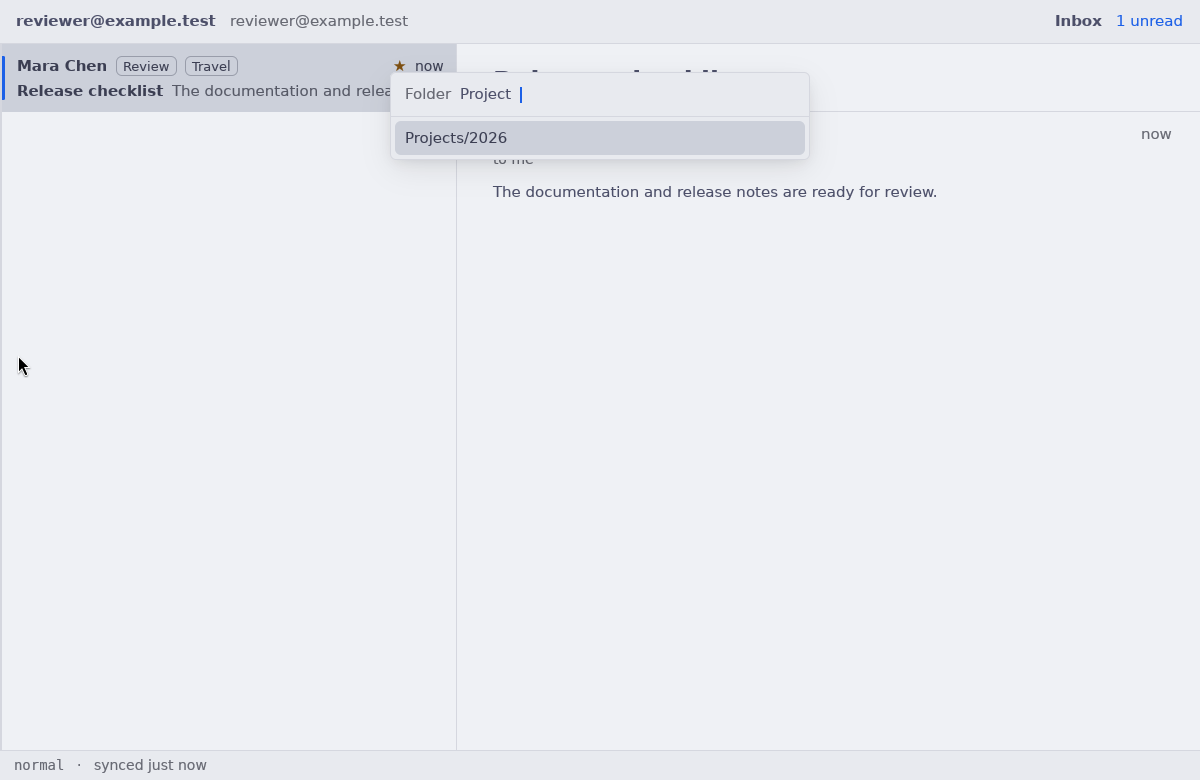 reviewer@example.test reviewer@example.test Inbox 1 unread
Mara Chen Review Travel ★ now
Release checklist The documentation and relea
Folder Project
Projects/2026
now
to me
The documentation and release notes are ready for review.
normal · synced just now